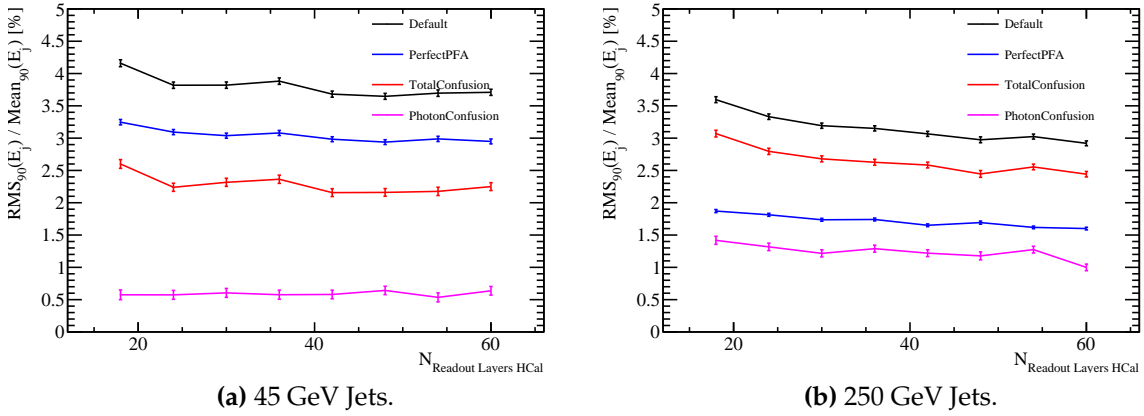 RMS90(Ej) / Mean90(Ej) [%]
5
4.5
4
3.5
3
2.5
2
1.5
1
0.5
0
Default
PerfectPFA
TotalConfusion
PhotonConfusion
20 40 60
NReadout Layers HCal
(a) 45 GeV Jets.
RMS90(Ej) / Mean90(Ej) [%]
5
4.5
4
3.5
3
2.5
2
1.5
1
0.5
0
Default
PerfectPFA
TotalConfusion
PhotonConfusion
20 40 60
NReadout Layers HCal
(b) 250 GeV Jets.